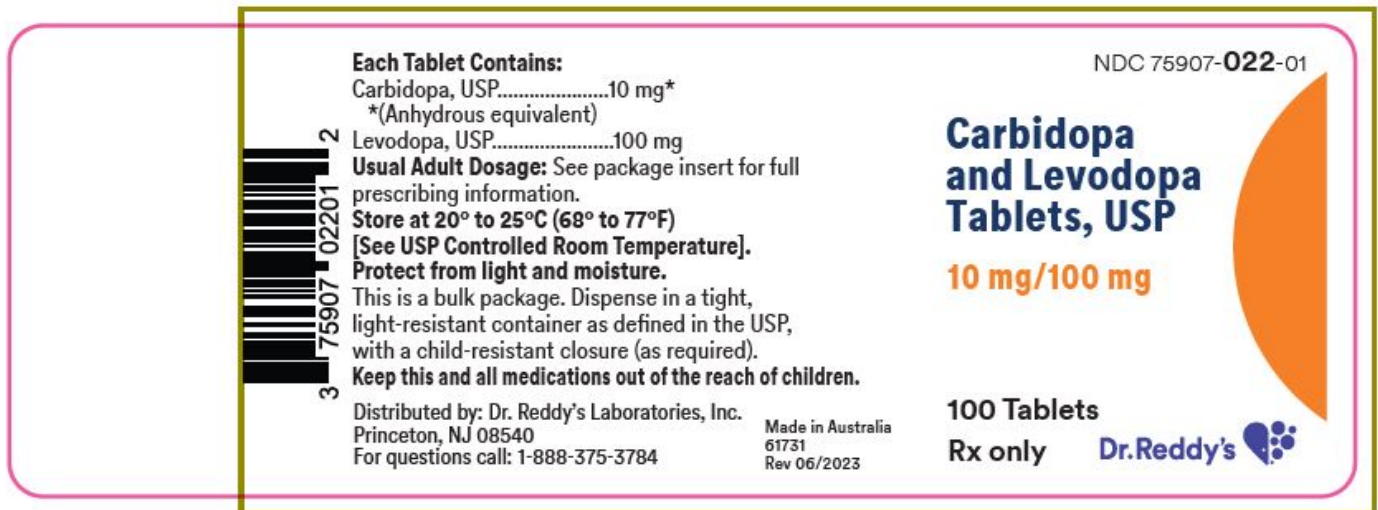 Each Tablet Contains:
Carbidopa, USP.....................10 mg*
*(Anhydrous equivalent)
Levodopa, USP.......................100 mg
Usual Adult Dosage: See package insert for full
prescribing information.
Store at 20° to 25°C (68° to 77°F)
[See USP Controlled Room Temperature].
Protect from light and moisture.
This is a bulk package. Dispense in a tight,
light-resistant container as defined in the USP,
with a child-resistant closure (as required).
Keep this and all medications out of the reach of children.
Distributed by: Dr. Reddy's Laboratories, Inc.
Princeton, NJ 08540
For questions call: 1-888-375-3784
Made in Australia
61731
Rev 06/2023
3 75907 02201 2
NDC 75907-022-01
Carbidopa
and Levodopa
Tablets, USP
10 mg/100 mg
100 Tablets
Rx only
Dr.Reddy's